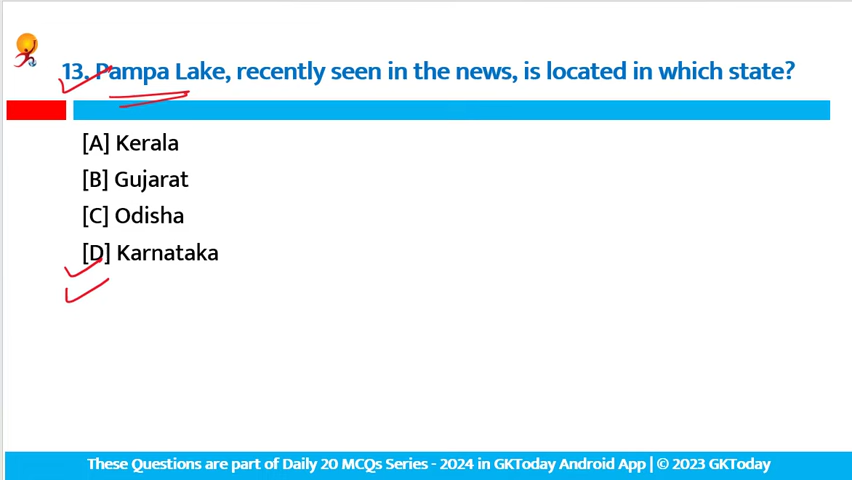 13. Pampa Lake, recently seen in the news, is located in which state?
[A] Kerala
[B] Gujarat
[C] Odisha
[D] Karnataka
These Questions are part of Daily 20 MCQs Series - 2024 in GKToday Android App | © 2023 GKToday